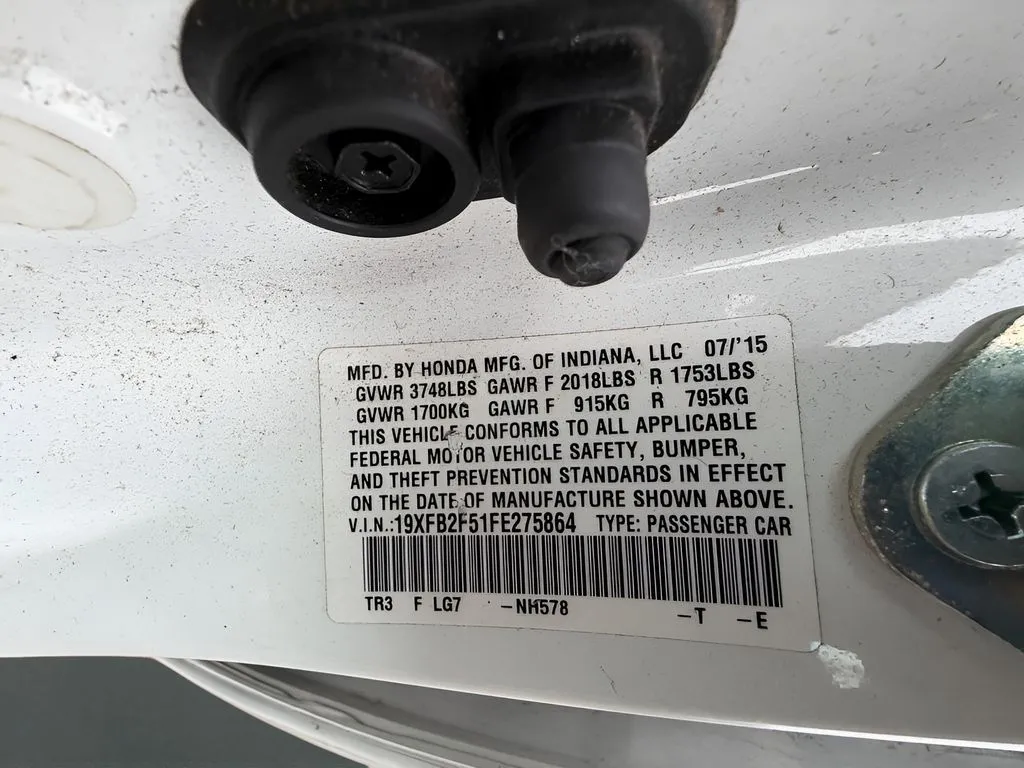 MFD. BY HONDA MFG. OF INDIANA, LLC 07/'15
GVWR 3748LBS GAWR F 2018LBS R 1753LBS
GVWR 1700KG GAWR F 915KG R 795KG
THIS VEHICLE CONFORMS TO ALL APPLICABLE
FEDERAL MOTOR VEHICLE SAFETY, BUMPER,
AND THEFT PREVENTION STANDARDS IN EFFECT
ON THE DATE OF MANUFACTURE SHOWN ABOVE.
V.I.N.:19XFB2F51FE275864 TYPE: PASSENGER CAR
TR3 F LG7 -NH578 -T -E